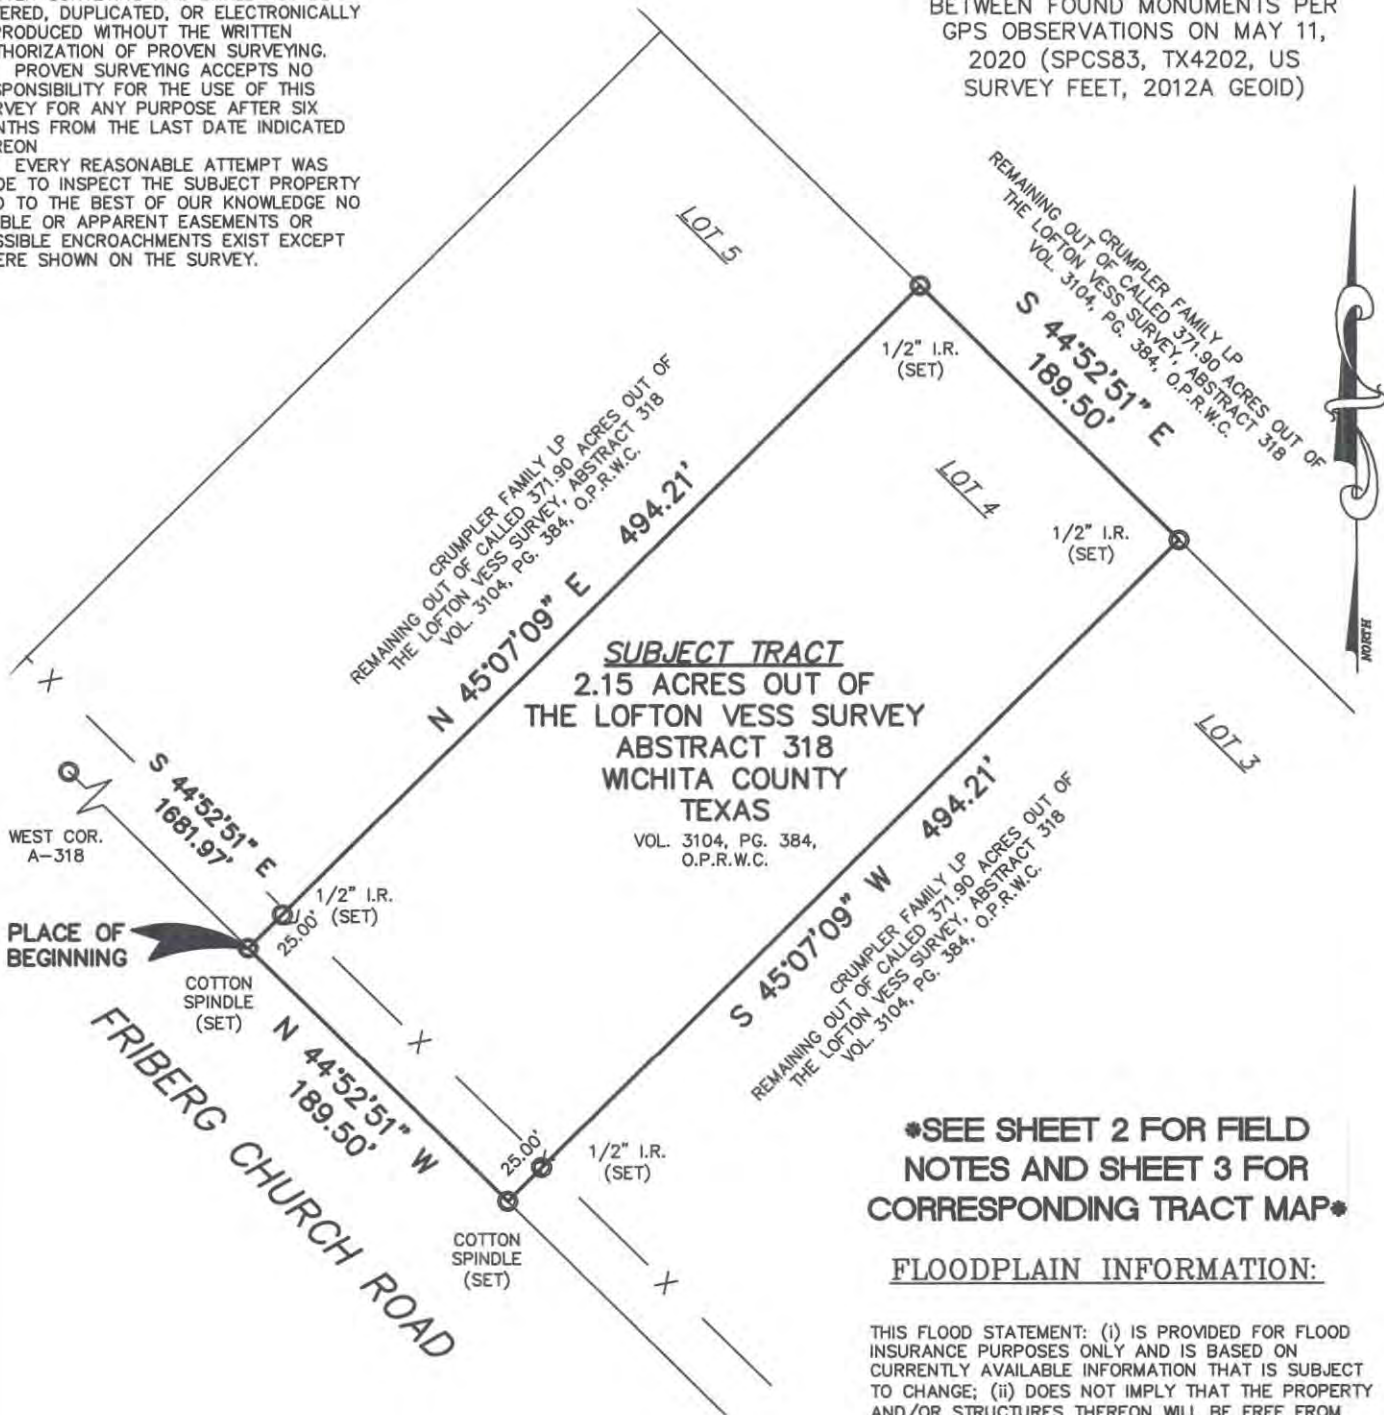 ERED, DUPLICATED, OR ELECTRONICALLY
RODUCED WITHOUT THE WRITTEN
THORIZATION OF PROVEN SURVEYING.
PROVEN SURVEYING ACCEPTS NO
SPONSIBILITY FOR THE USE OF THIS
RVEY FOR ANY PURPOSE AFTER SIX
NTHS FROM THE LAST DATE INDICATED
REON
EVERY REASONABLE ATTEMPT WAS
DE TO INSPECT THE SUBJECT PROPERTY
D TO THE BEST OF OUR KNOWLEDGE NO
BLE OR APPARENT EASEMENTS OR
SSIBLE ENCROACHMENTS EXIST EXCEPT
ERE SHOWN ON THE SURVEY.
BETWEEN FOUND MONUMENTS PER
GPS OBSERVATIONS ON MAY 11,
2020 (SPCS83, TX4202, US
SURVEY FEET, 2012A GEOID)
LOT 5
CRUMPLER FAMILY LP
REMAINING OUT OF CALLED 371.90 ACRES OUT OF
THE LOFTON VESS SURVEY, ABSTRACT 318
VOL. 3104, PG. 384, O.P.R.W.C.
S 44°52'51" E
189.50'
1/2" I.R.
(SET)
NORTH
CRUMPLER FAMILY LP
REMAINING OUT OF CALLED 371.90 ACRES OUT OF
THE LOFTON VESS SURVEY, ABSTRACT 318
VOL. 3104, PG. 384, O.P.R.W.C.
N 45°07'09" E 494.21'
LOT 4
1/2" I.R.
(SET)
SUBJECT TRACT
2.15 ACRES OUT OF
THE LOFTON VESS SURVEY
ABSTRACT 318
WICHITA COUNTY
TEXAS
VOL. 3104, PG. 384,
O.P.R.W.C.
LOT 3
X
S 44°52'51" E
1681.97'
WEST COR.
A-318
1/2" I.R.
(SET)
25.00'
PLACE OF
BEGINNING
COTTON
SPINDLE
(SET)
S 45°07'09" W 494.21'
CRUMPLER FAMILY LP
REMAINING OUT OF CALLED 371.90 ACRES OUT OF
THE LOFTON VESS SURVEY, ABSTRACT 318
VOL. 3104, PG. 384, O.P.R.W.C.
N 44°52'51" W
189.50'
X
FRIBERG CHURCH ROAD
25.00'
1/2" I.R.
(SET)
COTTON
SPINDLE
(SET)
X
*SEE SHEET 2 FOR FIELD
NOTES AND SHEET 3 FOR
CORRESPONDING TRACT MAP*
FLOODPLAIN INFORMATION:
THIS FLOOD STATEMENT: (i) IS PROVIDED FOR FLOOD
INSURANCE PURPOSES ONLY AND IS BASED ON
CURRENTLY AVAILABLE INFORMATION THAT IS SUBJECT
TO CHANGE; (ii) DOES NOT IMPLY THAT THE PROPERTY
AND/OR STRUCTURES THEREON WILL BE FREE FROM